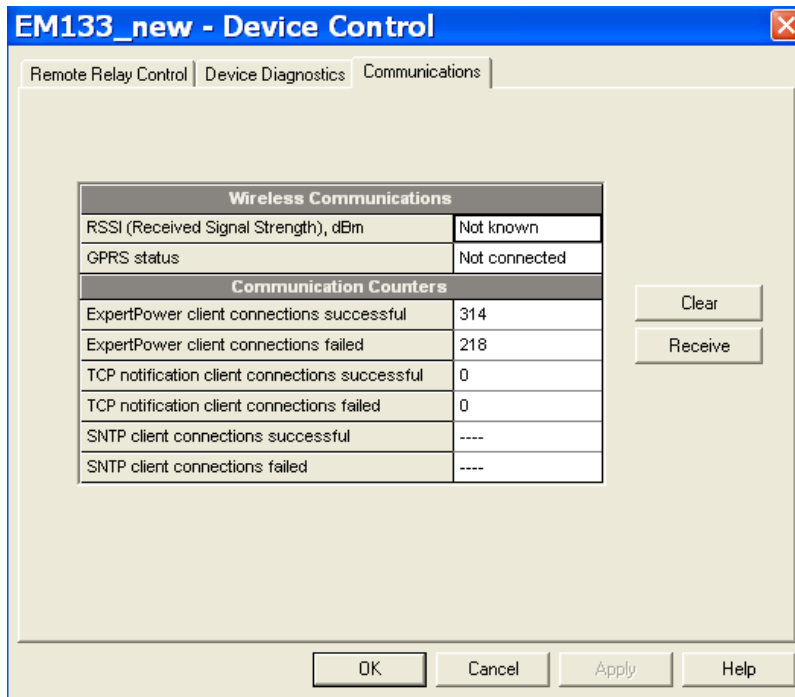 EM133_new - Device Control
Remote Relay Control Device Diagnostics Communications
Wireless Communications
RSSI (Received Signal Strength), dBm Not known
GPRS status Not connected
Communication Counters
ExpertPower client connections successful 314
ExpertPower client connections failed 218
TCP notification client connections successful 0
TCP notification client connections failed 0
SNTP client connections successful ----
SNTP client connections failed ----
Clear
Receive
OK Cancel Apply Help